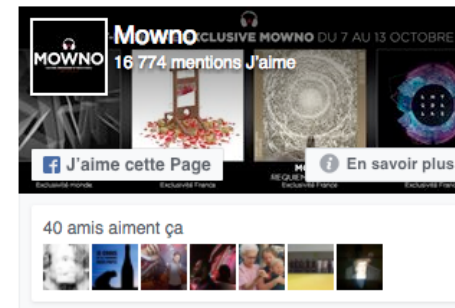 EXCLUSIVE MOWNO DU 7 AU 13 OCTOBRE
MOWNO
Mowno
16 774 mentions J'aime
J'aime cette Page
En savoir plus
Exclusivité monde
Exclusivité France
Exclusivité France
40 amis aiment ça